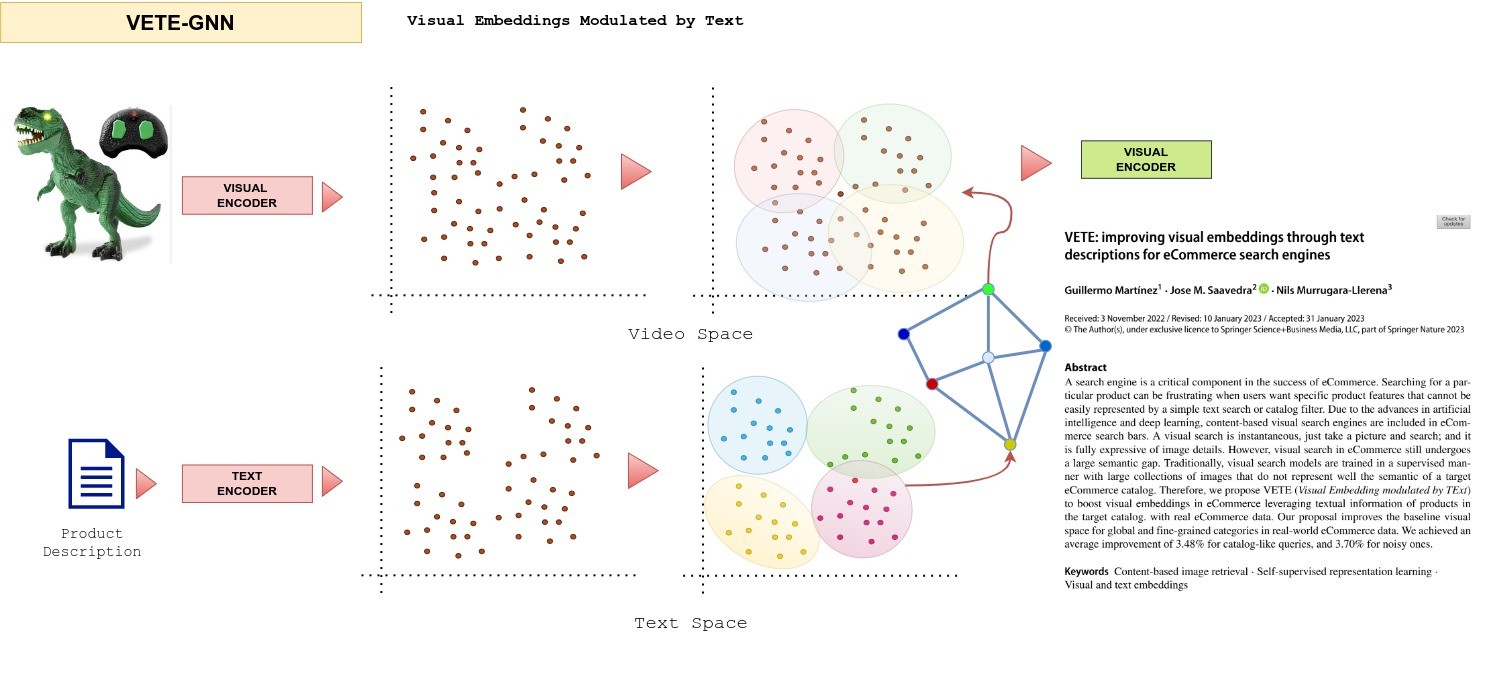 VETE-GNN
Visual Embeddings Modulated by Text
VISUAL
ENCODER
VISUAL
ENCODER
Video Space
TEXT
ENCODER
Product
Description
Text Space
Check for
updates
VETE: improving visual embeddings through text
descriptions for eCommerce search engines
Guillermo Martínez1 · Jose M. Saavedra2 iD · Nils Murrugara-Llerena3
Received: 3 November 2022 / Revised: 10 January 2023 / Accepted: 31 January 2023
© The Author(s), under exclusive licence to Springer Science+Business Media, LLC, part of Springer Nature 2023
Abstract
A search engine is a critical component in the success of eCommerce. Searching for a par-
ticular product can be frustrating when users want specific product features that cannot be
easily represented by a simple text search or catalog filter. Due to the advances in artificial
intelligence and deep learning, content-based visual search engines are included in eCom-
merce search bars. A visual search is instantaneous, just take a picture and search; and it
is fully expressive of image details. However, visual search in eCommerce still undergoes
a large semantic gap. Traditionally, visual search models are trained in a supervised man-
ner with large collections of images that do not represent well the semantic of a target
eCommerce catalog. Therefore, we propose VETE (Visual Embedding modulated by TExt)
to boost visual embeddings in eCommerce leveraging textual information of products in
the target catalog. with real eCommerce data. Our proposal improves the baseline visual
space for global and fine-grained categories in real-world eCommerce data. We achieved an
average improvement of 3.48% for catalog-like queries, and 3.70% for noisy ones.
Keywords Content-based image retrieval · Self-supervised representation learning ·
Visual and text embeddings